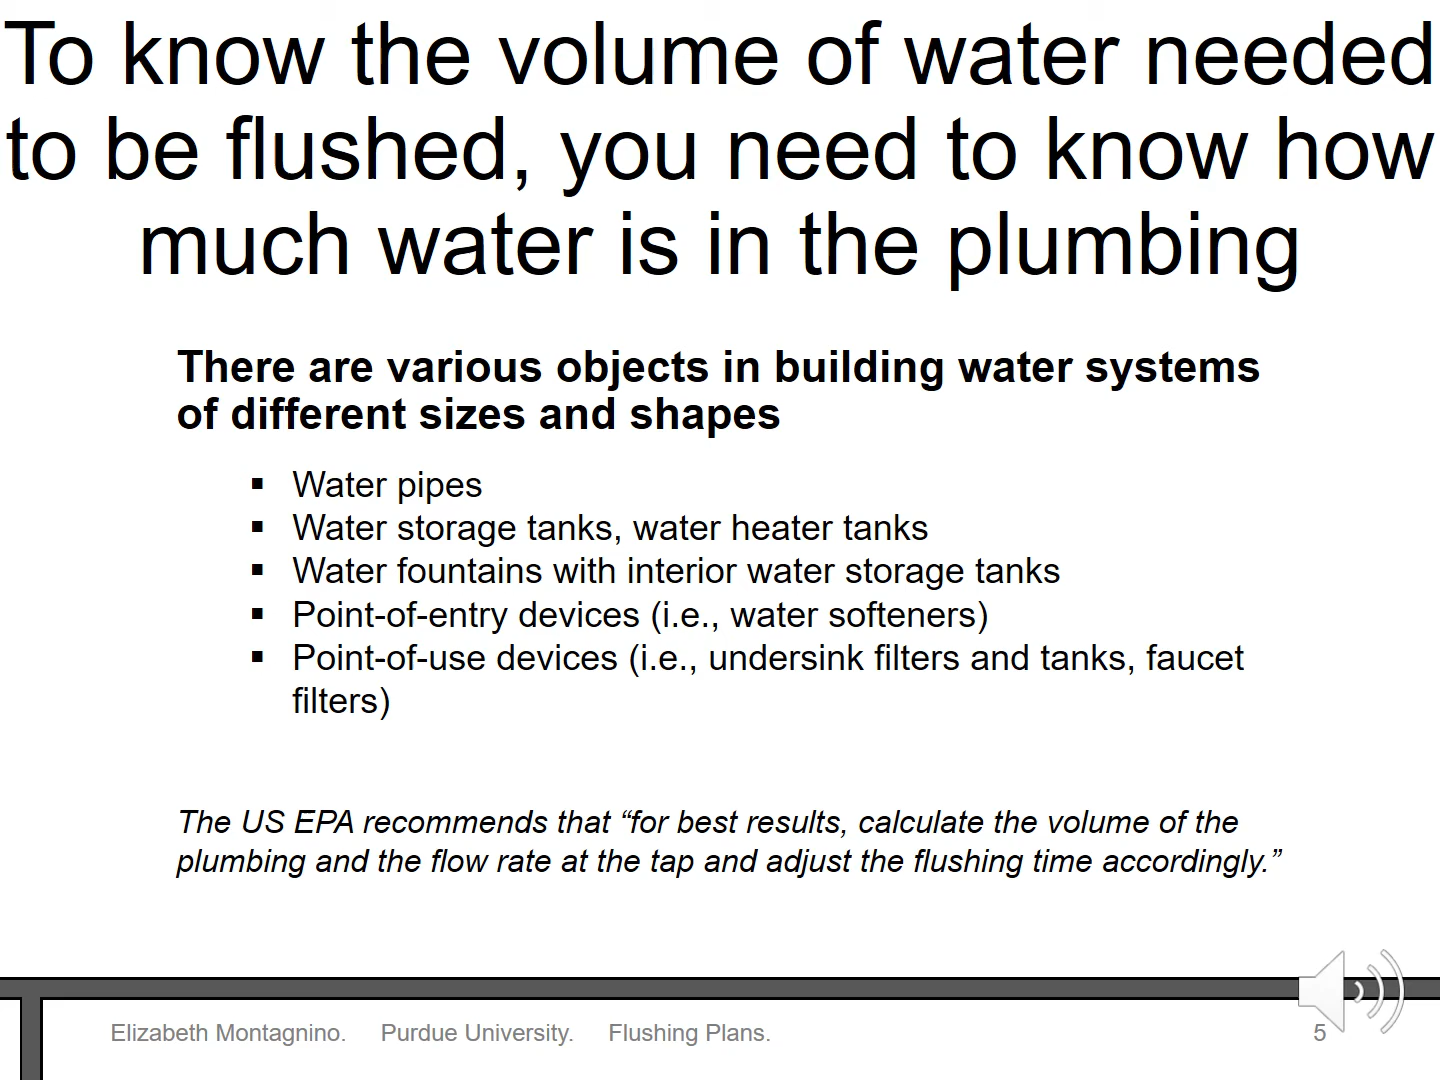 To know the volume of water needed
to be flushed, you need to know how
much water is in the plumbing
There are various objects in building water systems
of different sizes and shapes
▪ Water pipes
▪ Water storage tanks, water heater tanks
▪ Water fountains with interior water storage tanks
▪ Point-of-entry devices (i.e., water softeners)
▪ Point-of-use devices (i.e., undersink filters and tanks, faucet
filters)
The US EPA recommends that “for best results, calculate the volume of the
plumbing and the flow rate at the tap and adjust the flushing time accordingly.”
Elizabeth Montagnino. Purdue University. Flushing Plans. 5